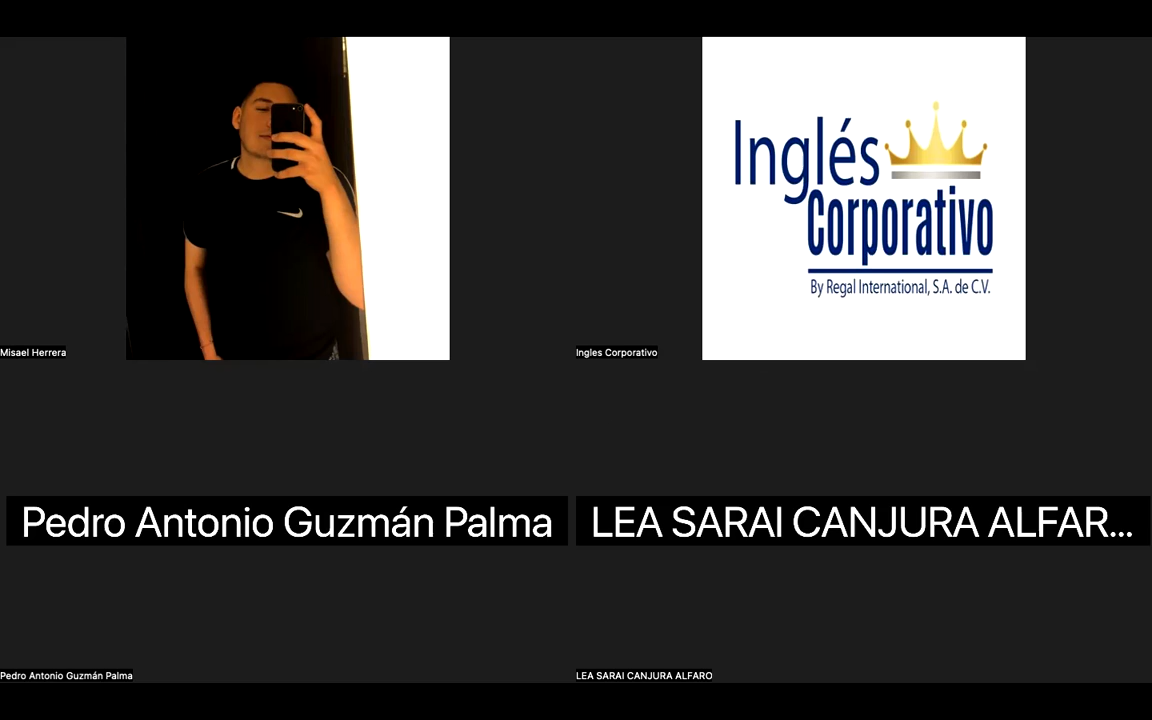 Inglés
Corporativo
By Regal International, S.A. de C.V.
Misael Herrera
Ingles Corporativo
Pedro Antonio Guzmán Palma
LEA SARAI CANJURA ALFAR...
Pedro Antonio Guzmán Palma
LEA SARAI CANJURA ALFARO